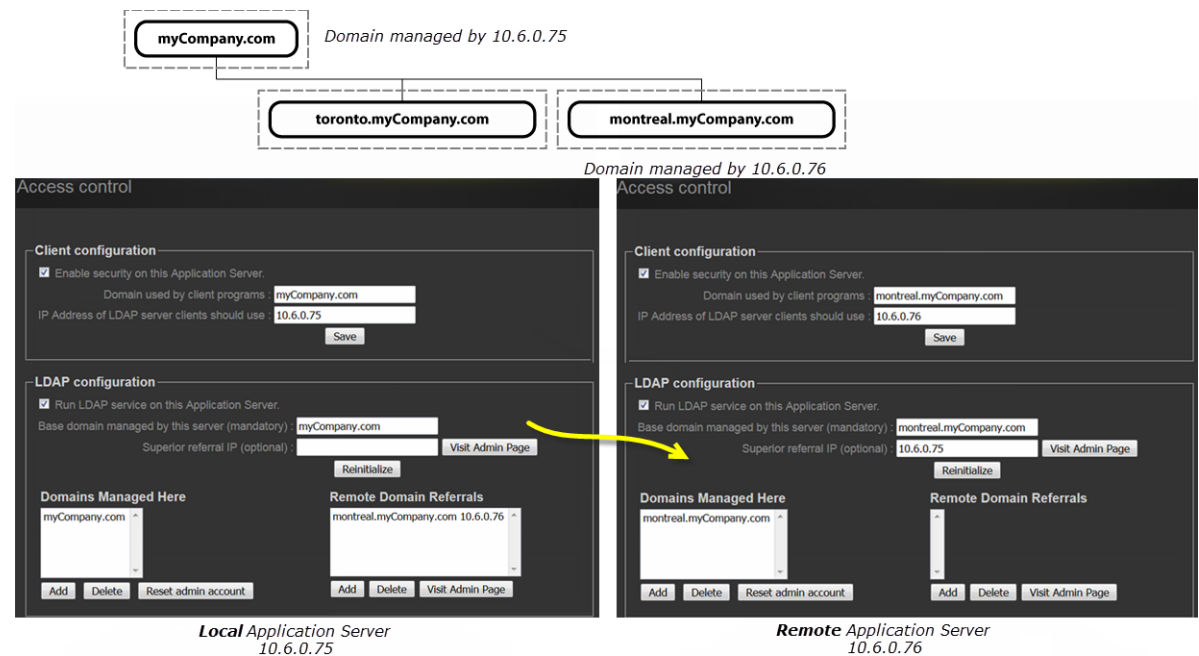 myCompany.com
Domain managed by 10.6.0.75
toronto.myCompany.com
montreal.myCompany.com
Domain managed by 10.6.0.76
Access control
Client configuration
Enable security on this Application Server.
Domain used by client programs : myCompany.com
IP Address of LDAP server clients should use : 10.6.0.75
Save
LDAP configuration
Run LDAP service on this Application Server.
Base domain managed by this server (mandatory) : myCompany.com
Superior referral IP (optional) : Visit Admin Page
Reinitialize
Domains Managed Here Remote Domain Referrals
myCompany.com montreal.myCompany.com 10.6.0.76
Add Delete Reset admin account Add Delete Visit Admin Page
Local Application Server
10.6.0.75
Access control
Client configuration
Enable security on this Application Server.
Domain used by client programs : montreal.myCompany.com
IP Address of LDAP server clients should use : 10.6.0.76
Save
LDAP configuration
Run LDAP service on this Application Server.
Base domain managed by this server (mandatory) : montreal.myCompany.com
Superior referral IP (optional) : 10.6.0.75 Visit Admin Page
Reinitialize
Domains Managed Here Remote Domain Referrals
montreal.myCompany.com
Add Delete Reset admin account Add Delete Visit Admin Page
Remote Application Server
10.6.0.76